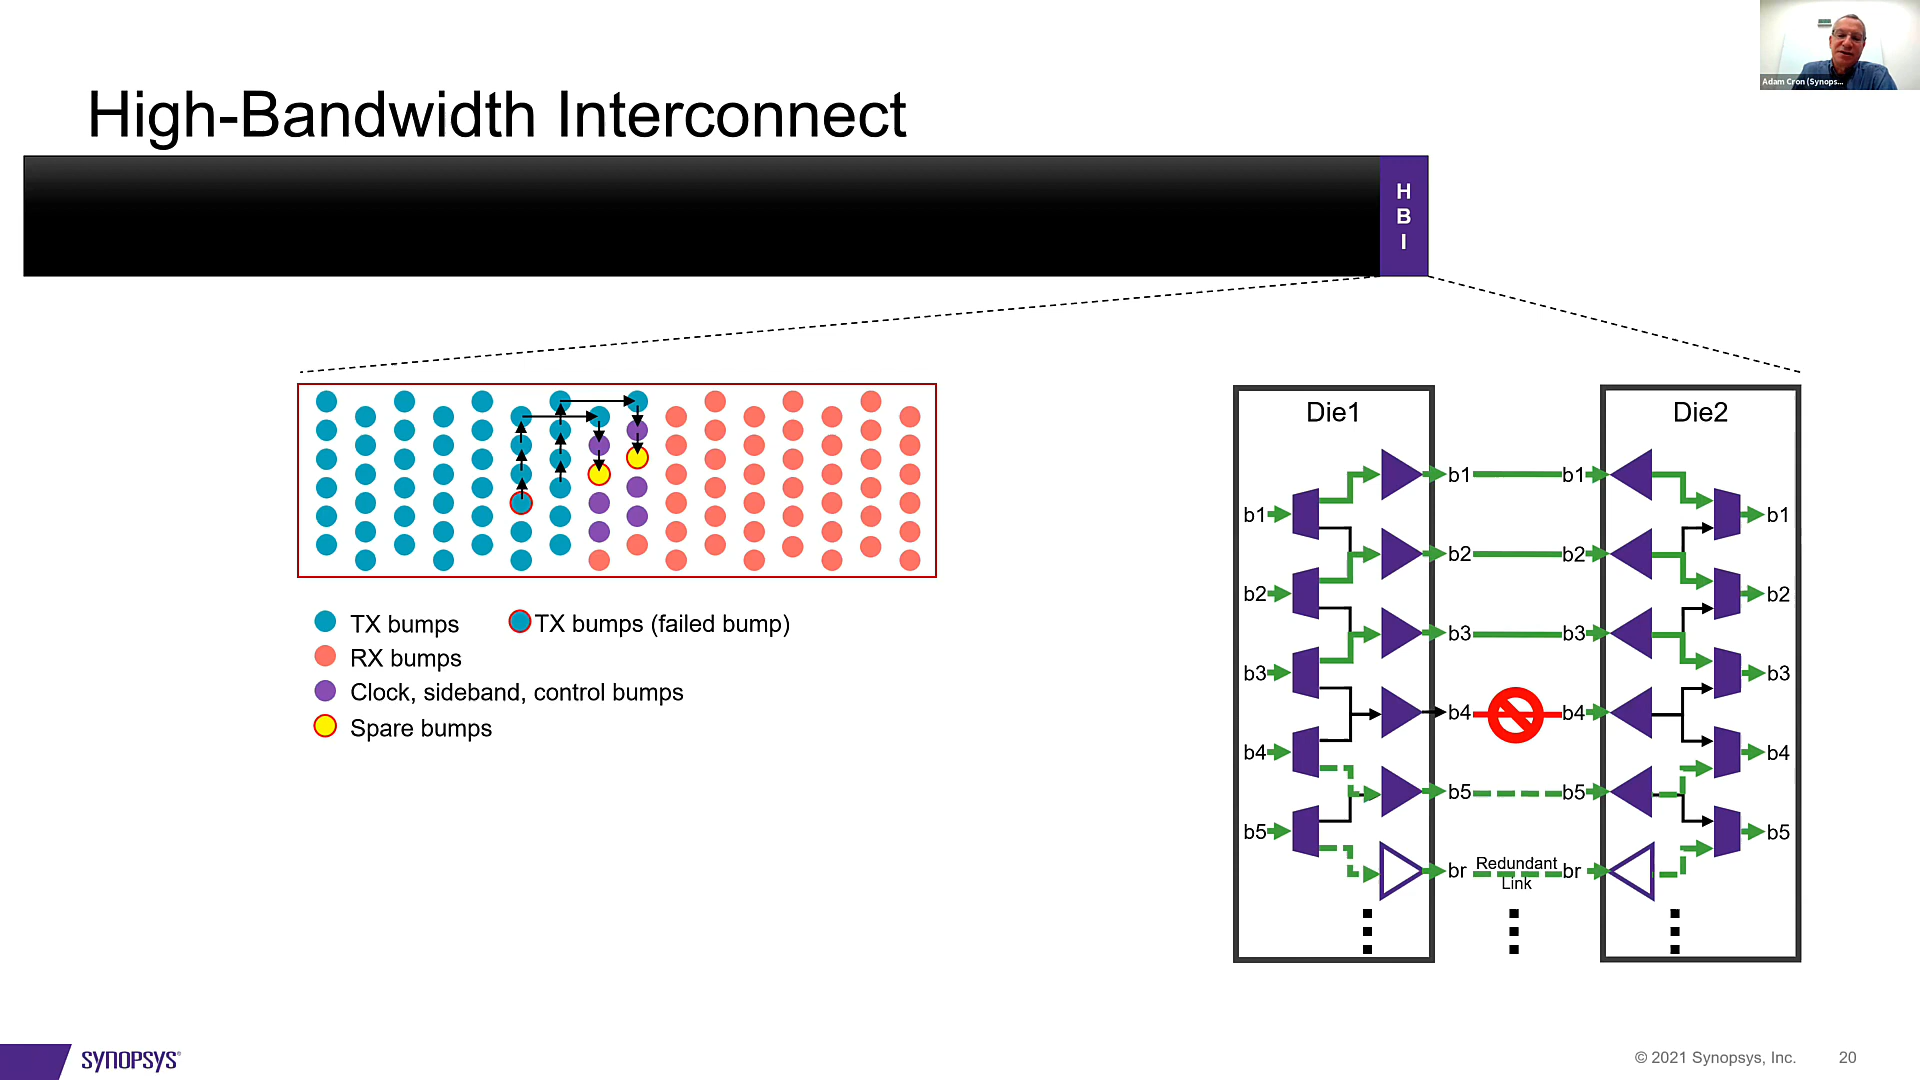 Adam Cron (Synops...
High-Bandwidth Interconnect
H
B
I
TX bumps
TX bumps (failed bump)
RX bumps
Clock, sideband, control bumps
Spare bumps
Die1
Die2
b1
b1
b1
b1
b2
b2
b2
b2
b3
b3
b3
b3
b4
b4
b4
b4
b5
b5
b5
b5
br
Redundant
Link
br
SYNOPSYS®
© 2021 Synopsys, Inc.
20